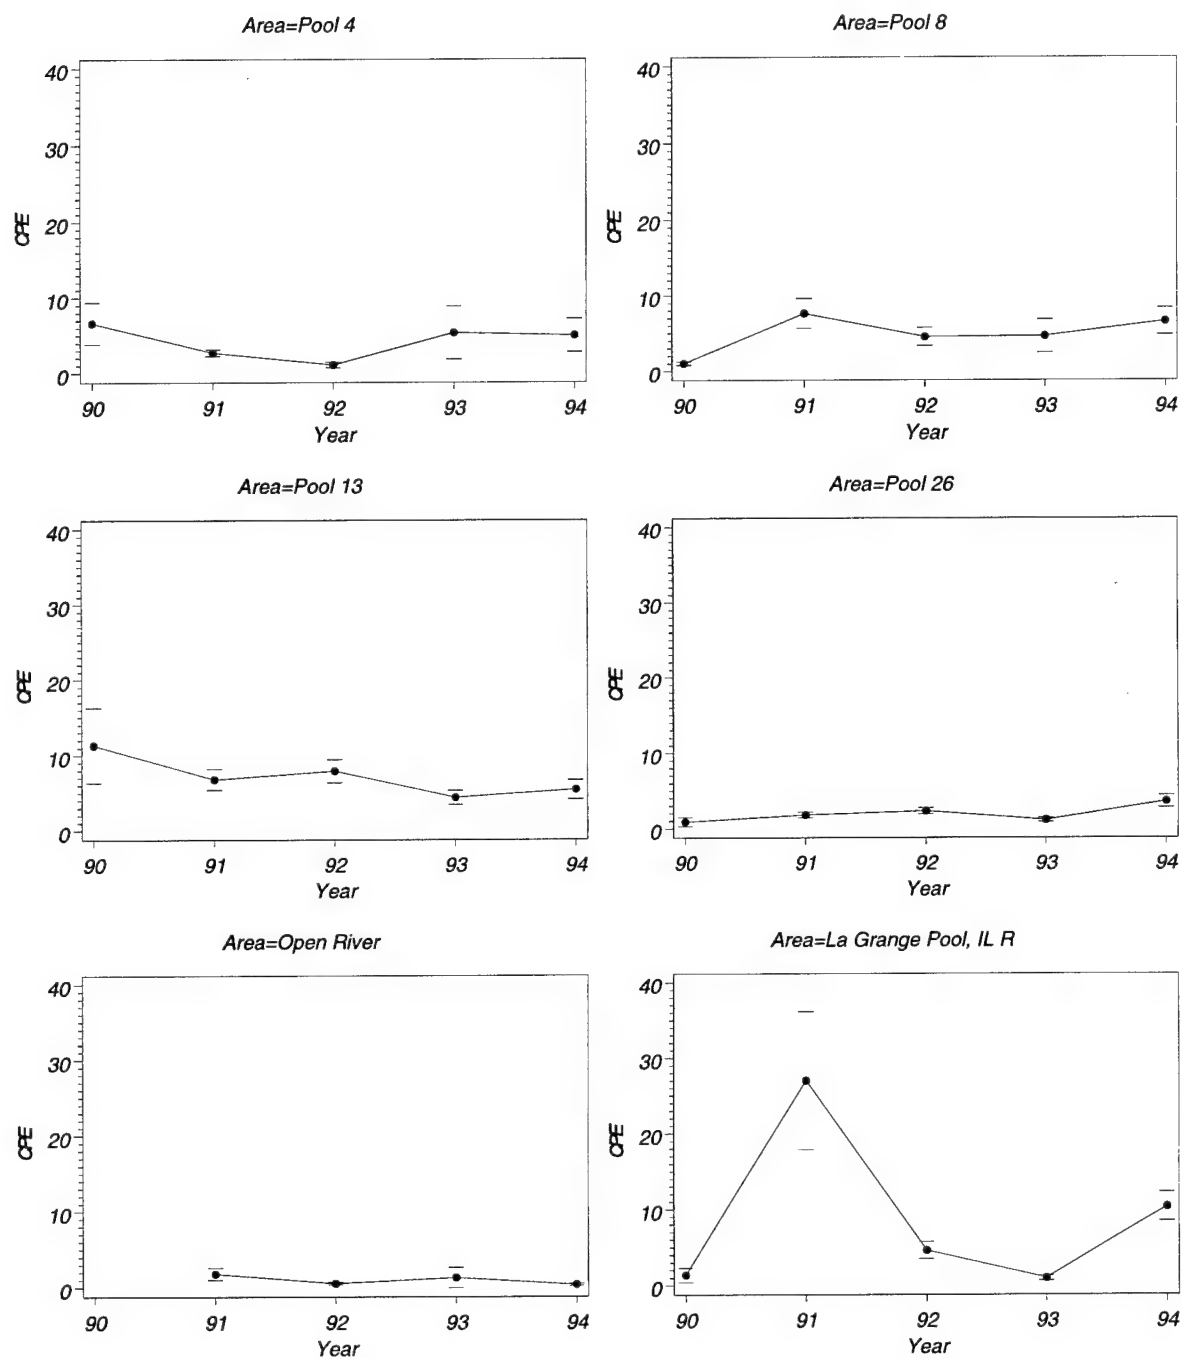 Area=Pool 4
40
30
20
10
0
CPE
90 91 92 93 94
Year
Area=Pool 8
40
30
20
10
0
CPE
90 91 92 93 94
Year
Area=Pool 13
40
30
20
10
0
CPE
90 91 92 93 94
Year
Area=Pool 26
40
30
20
10
0
CPE
90 91 92 93 94
Year
Area=Open River
40
30
20
10
0
CPE
90 91 92 93 94
Year
Area=La Grange Pool, IL R
40
30
20
10
0
CPE
90 91 92 93 94
Year